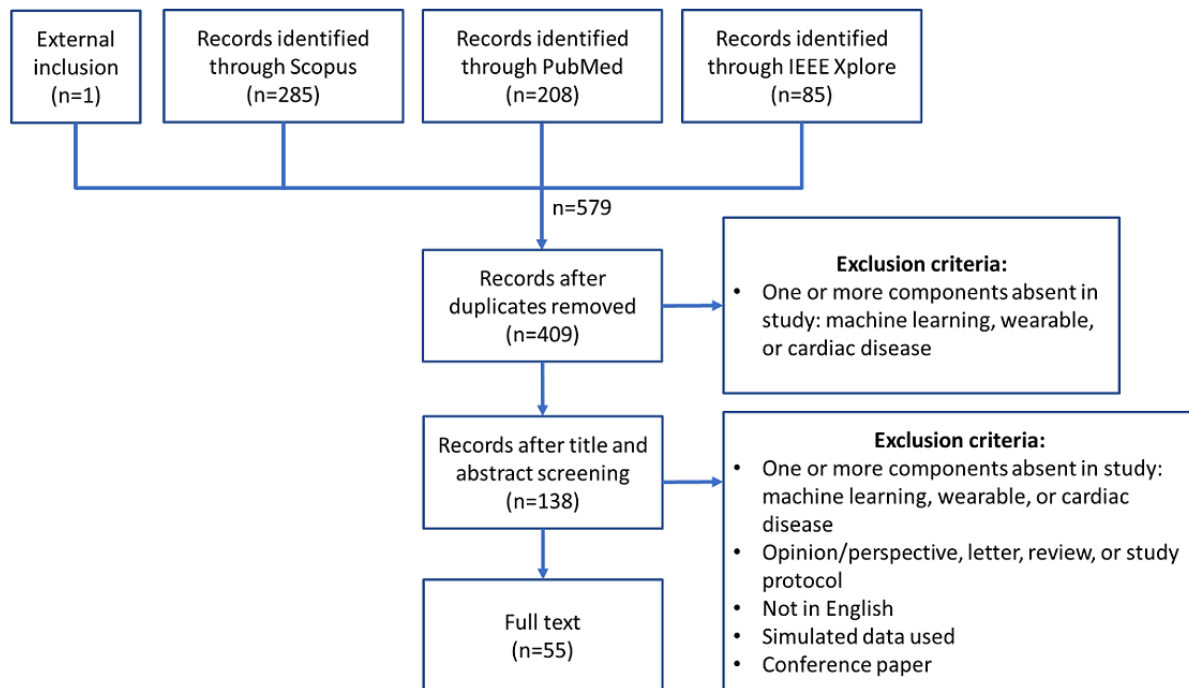 External
inclusion
(n=1)
Records identified
through Scopus
(n=285)
Records identified
through PubMed
(n=208)
Records identified
through IEEE Xplore
(n=85)
n=579
Records after
duplicates removed
(n=409)
Exclusion criteria:
• One or more components absent in
study: machine learning, wearable,
or cardiac disease
Records after title and
abstract screening
(n=138)
Exclusion criteria:
• One or more components absent in study:
machine learning, wearable, or cardiac
disease
• Opinion/perspective, letter, review, or study
protocol
• Not in English
• Simulated data used
• Conference paper
Full text
(n=55)